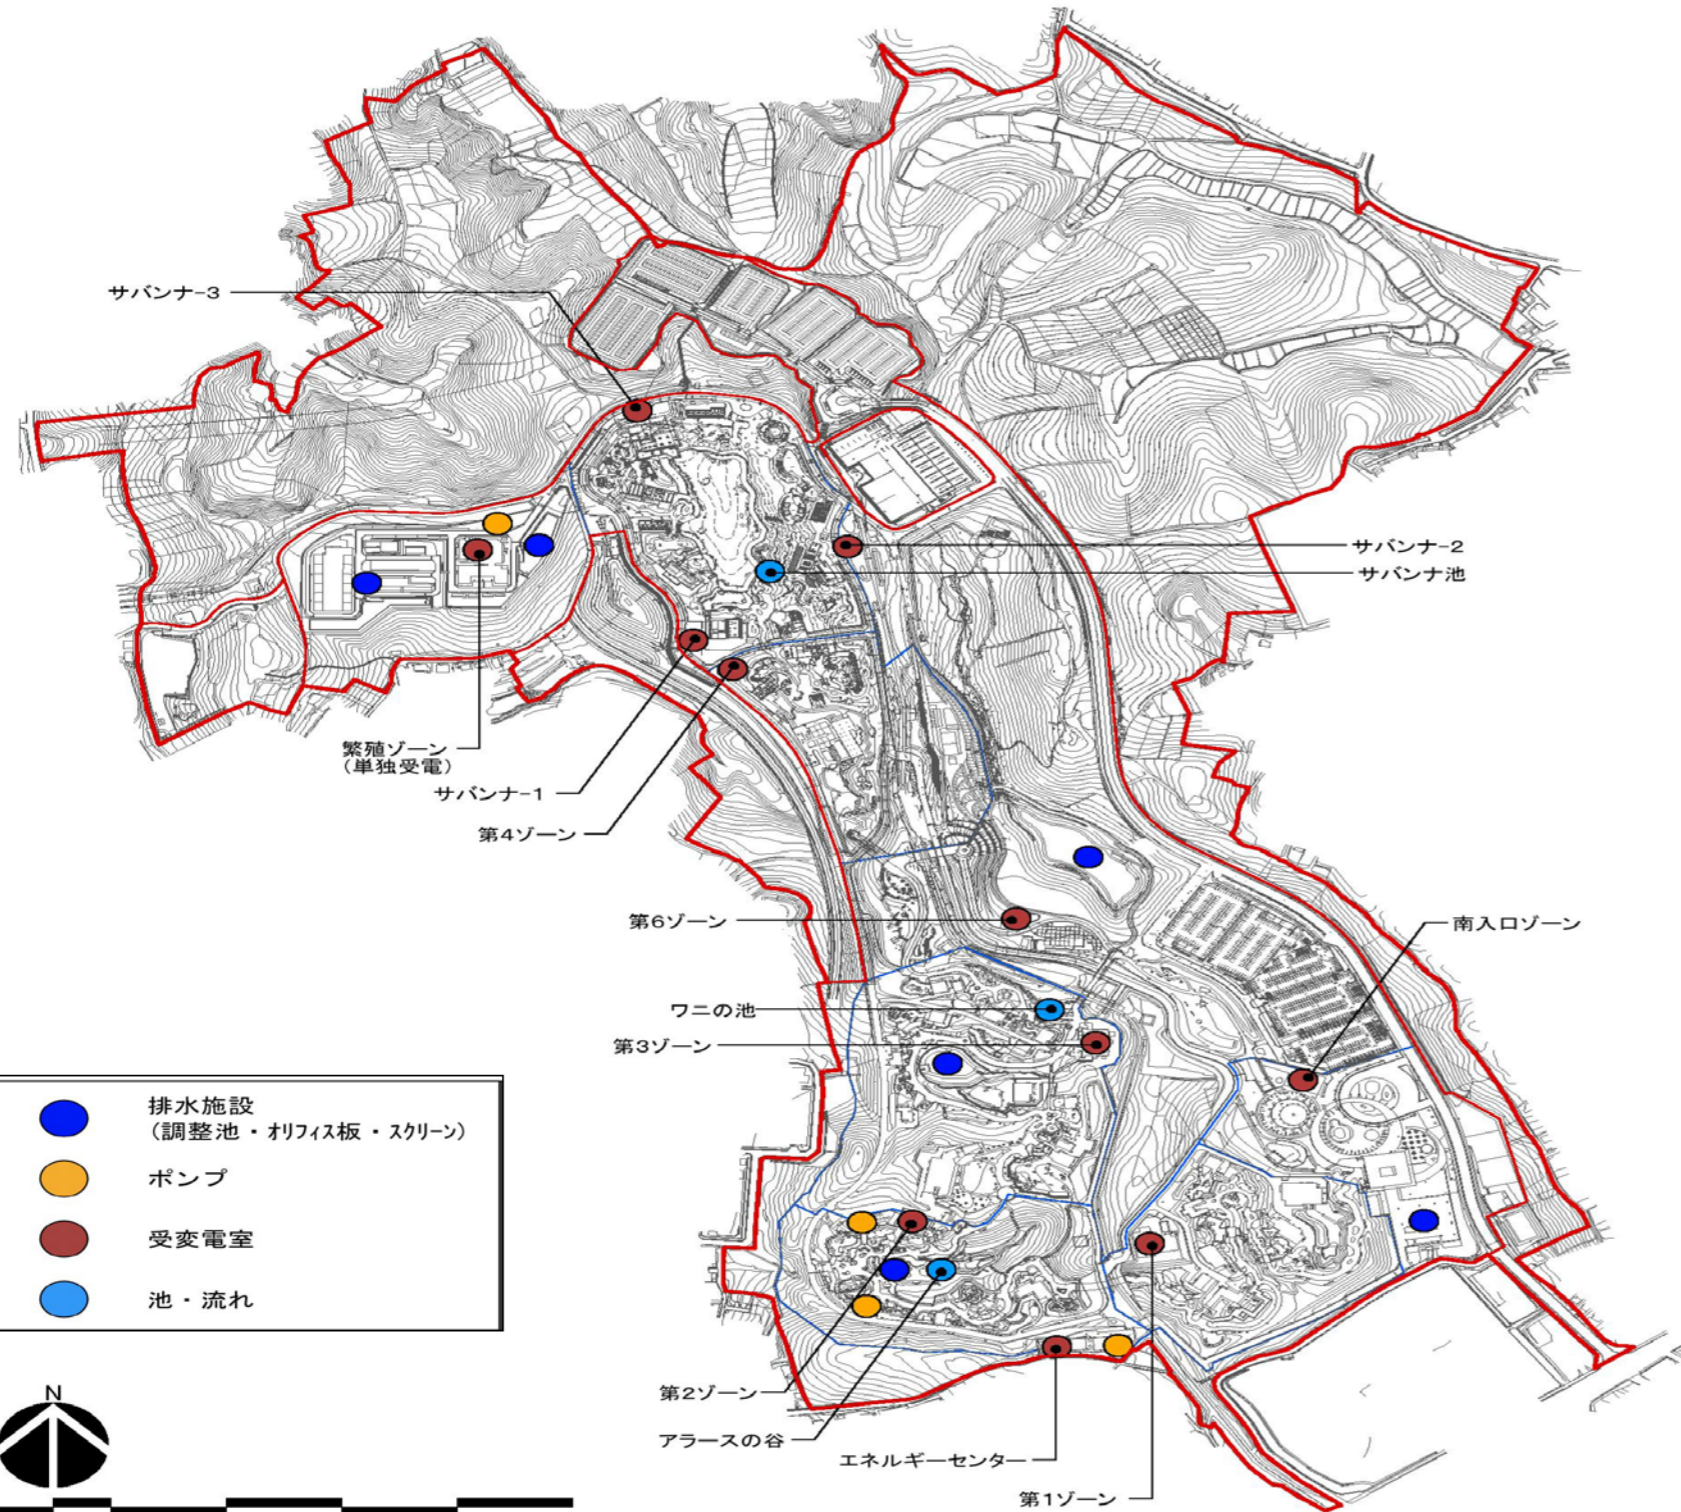 サバンナ-3
サバンナ-2
サバンナ池
繁殖ゾーン
(単独受電)
サバンナ-1
第4ゾーン
第6ゾーン
南入口ゾーン
ワニの池
第3ゾーン
排水施設
(調整池・オリフィス板・スクリーン)
ポンプ
受変電室
池・流れ
第2ゾーン
アラースの谷
エネルギーセンター
第1ゾーン
N